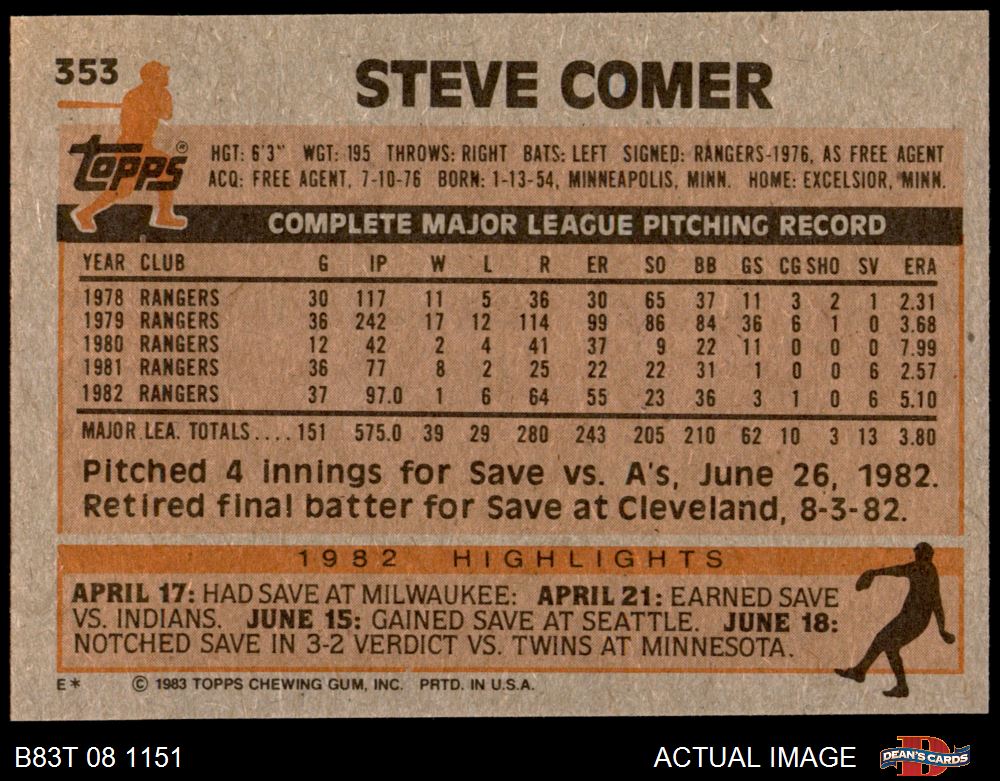 353
STEVE COMER
Topps®
HGT: 6'3" WGT: 195 THROWS: RIGHT BATS: LEFT SIGNED: RANGERS-1976, AS FREE AGENT
ACQ: FREE AGENT, 7-10-76 BORN: 1-13-54, MINNEAPOLIS, MINN. HOME: EXCELSIOR, MINN.
COMPLETE MAJOR LEAGUE PITCHING RECORD
YEAR CLUB G IP W L R ER SO BB GS CG SHO SV ERA
1978 RANGERS 30 117 11 5 36 30 65 37 11 3 2 1 2.31
1979 RANGERS 36 242 17 12 114 99 86 84 36 6 1 0 3.68
1980 RANGERS 12 42 2 4 41 37 9 22 11 0 0 0 7.99
1981 RANGERS 36 77 8 2 25 22 22 31 1 0 0 6 2.57
1982 RANGERS 37 97.0 1 6 64 55 23 36 3 1 0 6 5.10
MAJOR LEA. TOTALS.... 151 575.0 39 29 280 243 205 210 62 10 3 13 3.80
Pitched 4 innings for Save vs. A's, June 26, 1982.
Retired final batter for Save at Cleveland, 8-3-82.
1982 HIGHLIGHTS
APRIL 17: HAD SAVE AT MILWAUKEE: APRIL 21: EARNED SAVE
VS. INDIANS. JUNE 15: GAINED SAVE AT SEATTLE. JUNE 18:
NOTCHED SAVE IN 3-2 VERDICT VS. TWINS AT MINNESOTA.
E* © 1983 TOPPS CHEWING GUM, INC. PRTD. IN U.S.A.
B83T 08 1151 ACTUAL IMAGE DEAN'S CARDS